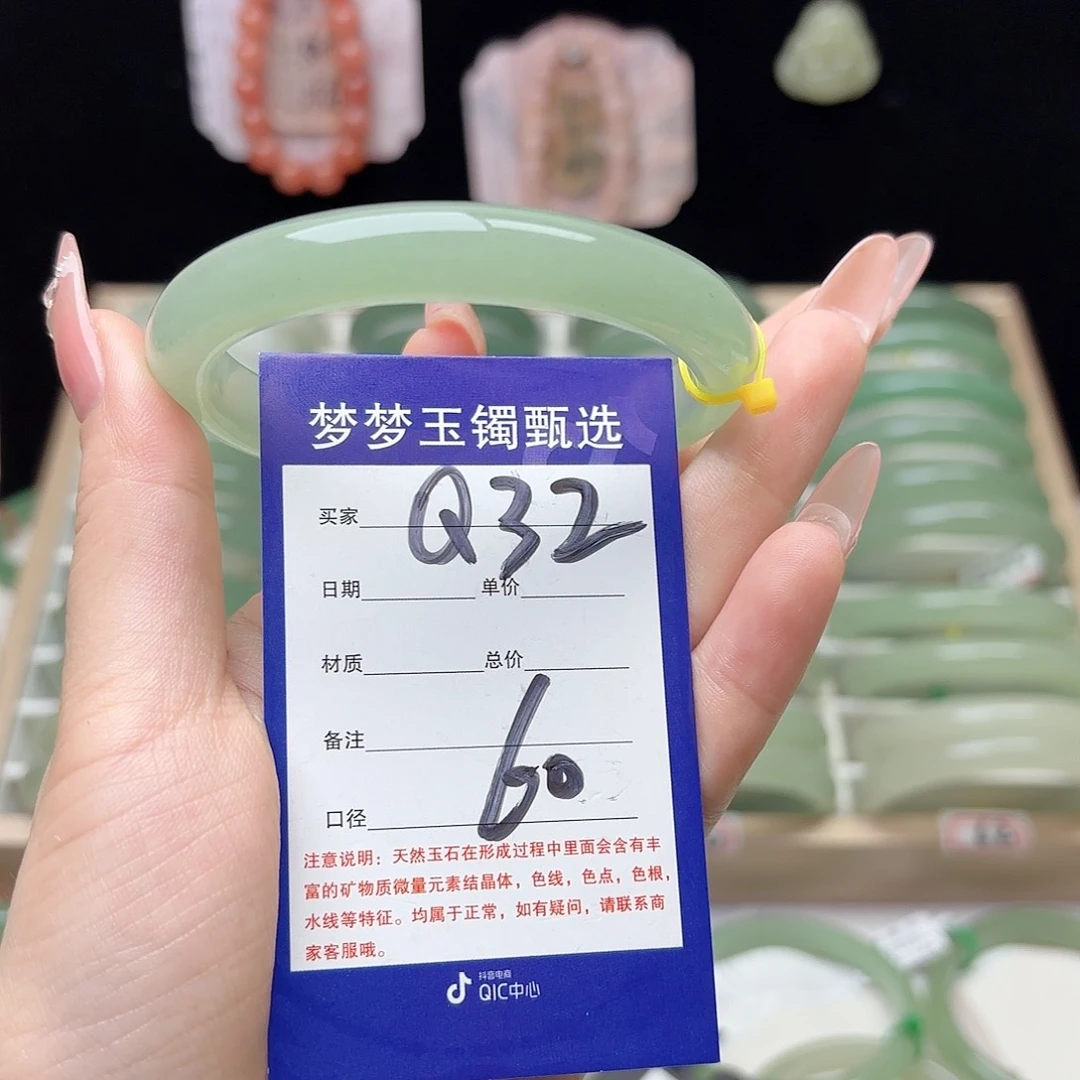 梦梦玉镯甄选
买家 Q32
日期 单价
材质 总价
备注
口径 60
注意说明：天然玉石在形成过程中里面会含有丰
富的矿物质微量元素结晶体，色线，色点，色根，
水线等特征。均属于正常，如有疑问，请联系商
家客服哦。
抖音电商
QIC中心